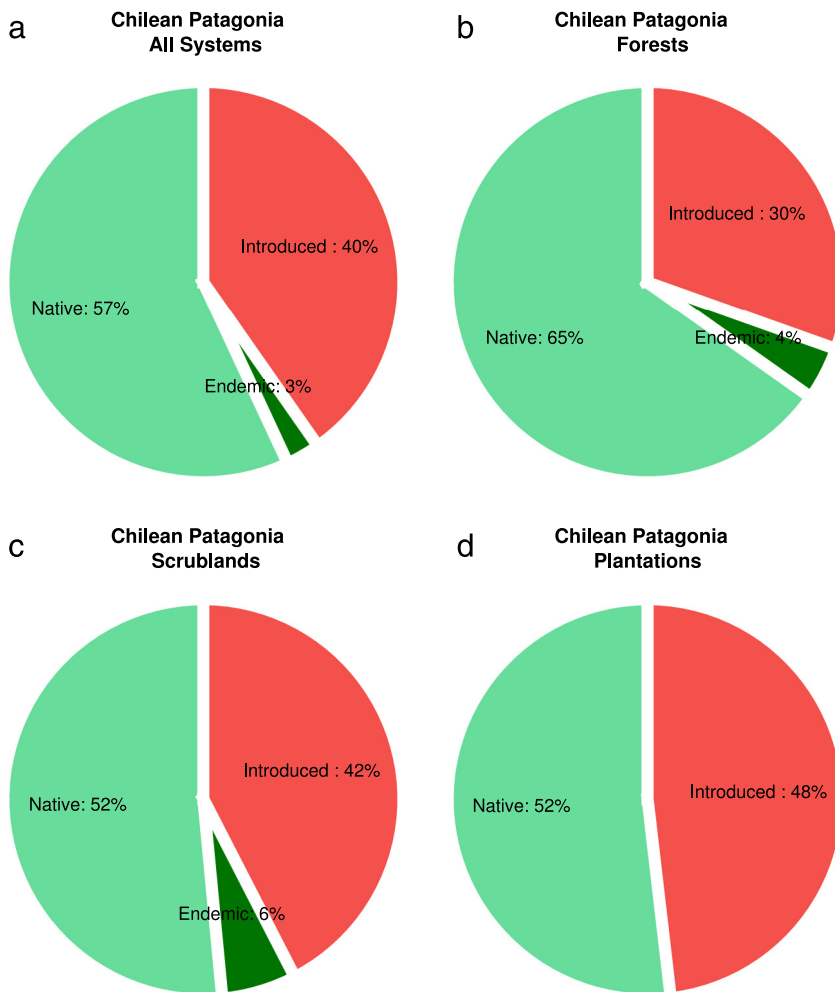 a
Chilean Patagonia
All Systems
Introduced : 40%
Native: 57%
Endemic: 3%
b
Chilean Patagonia
Forests
Introduced : 30%
Endemic: 4%
Native: 65%
c
Chilean Patagonia
Scrublands
Introduced : 42%
Native: 52%
Endemic: 6%
d
Chilean Patagonia
Plantations
Introduced : 48%
Native: 52%